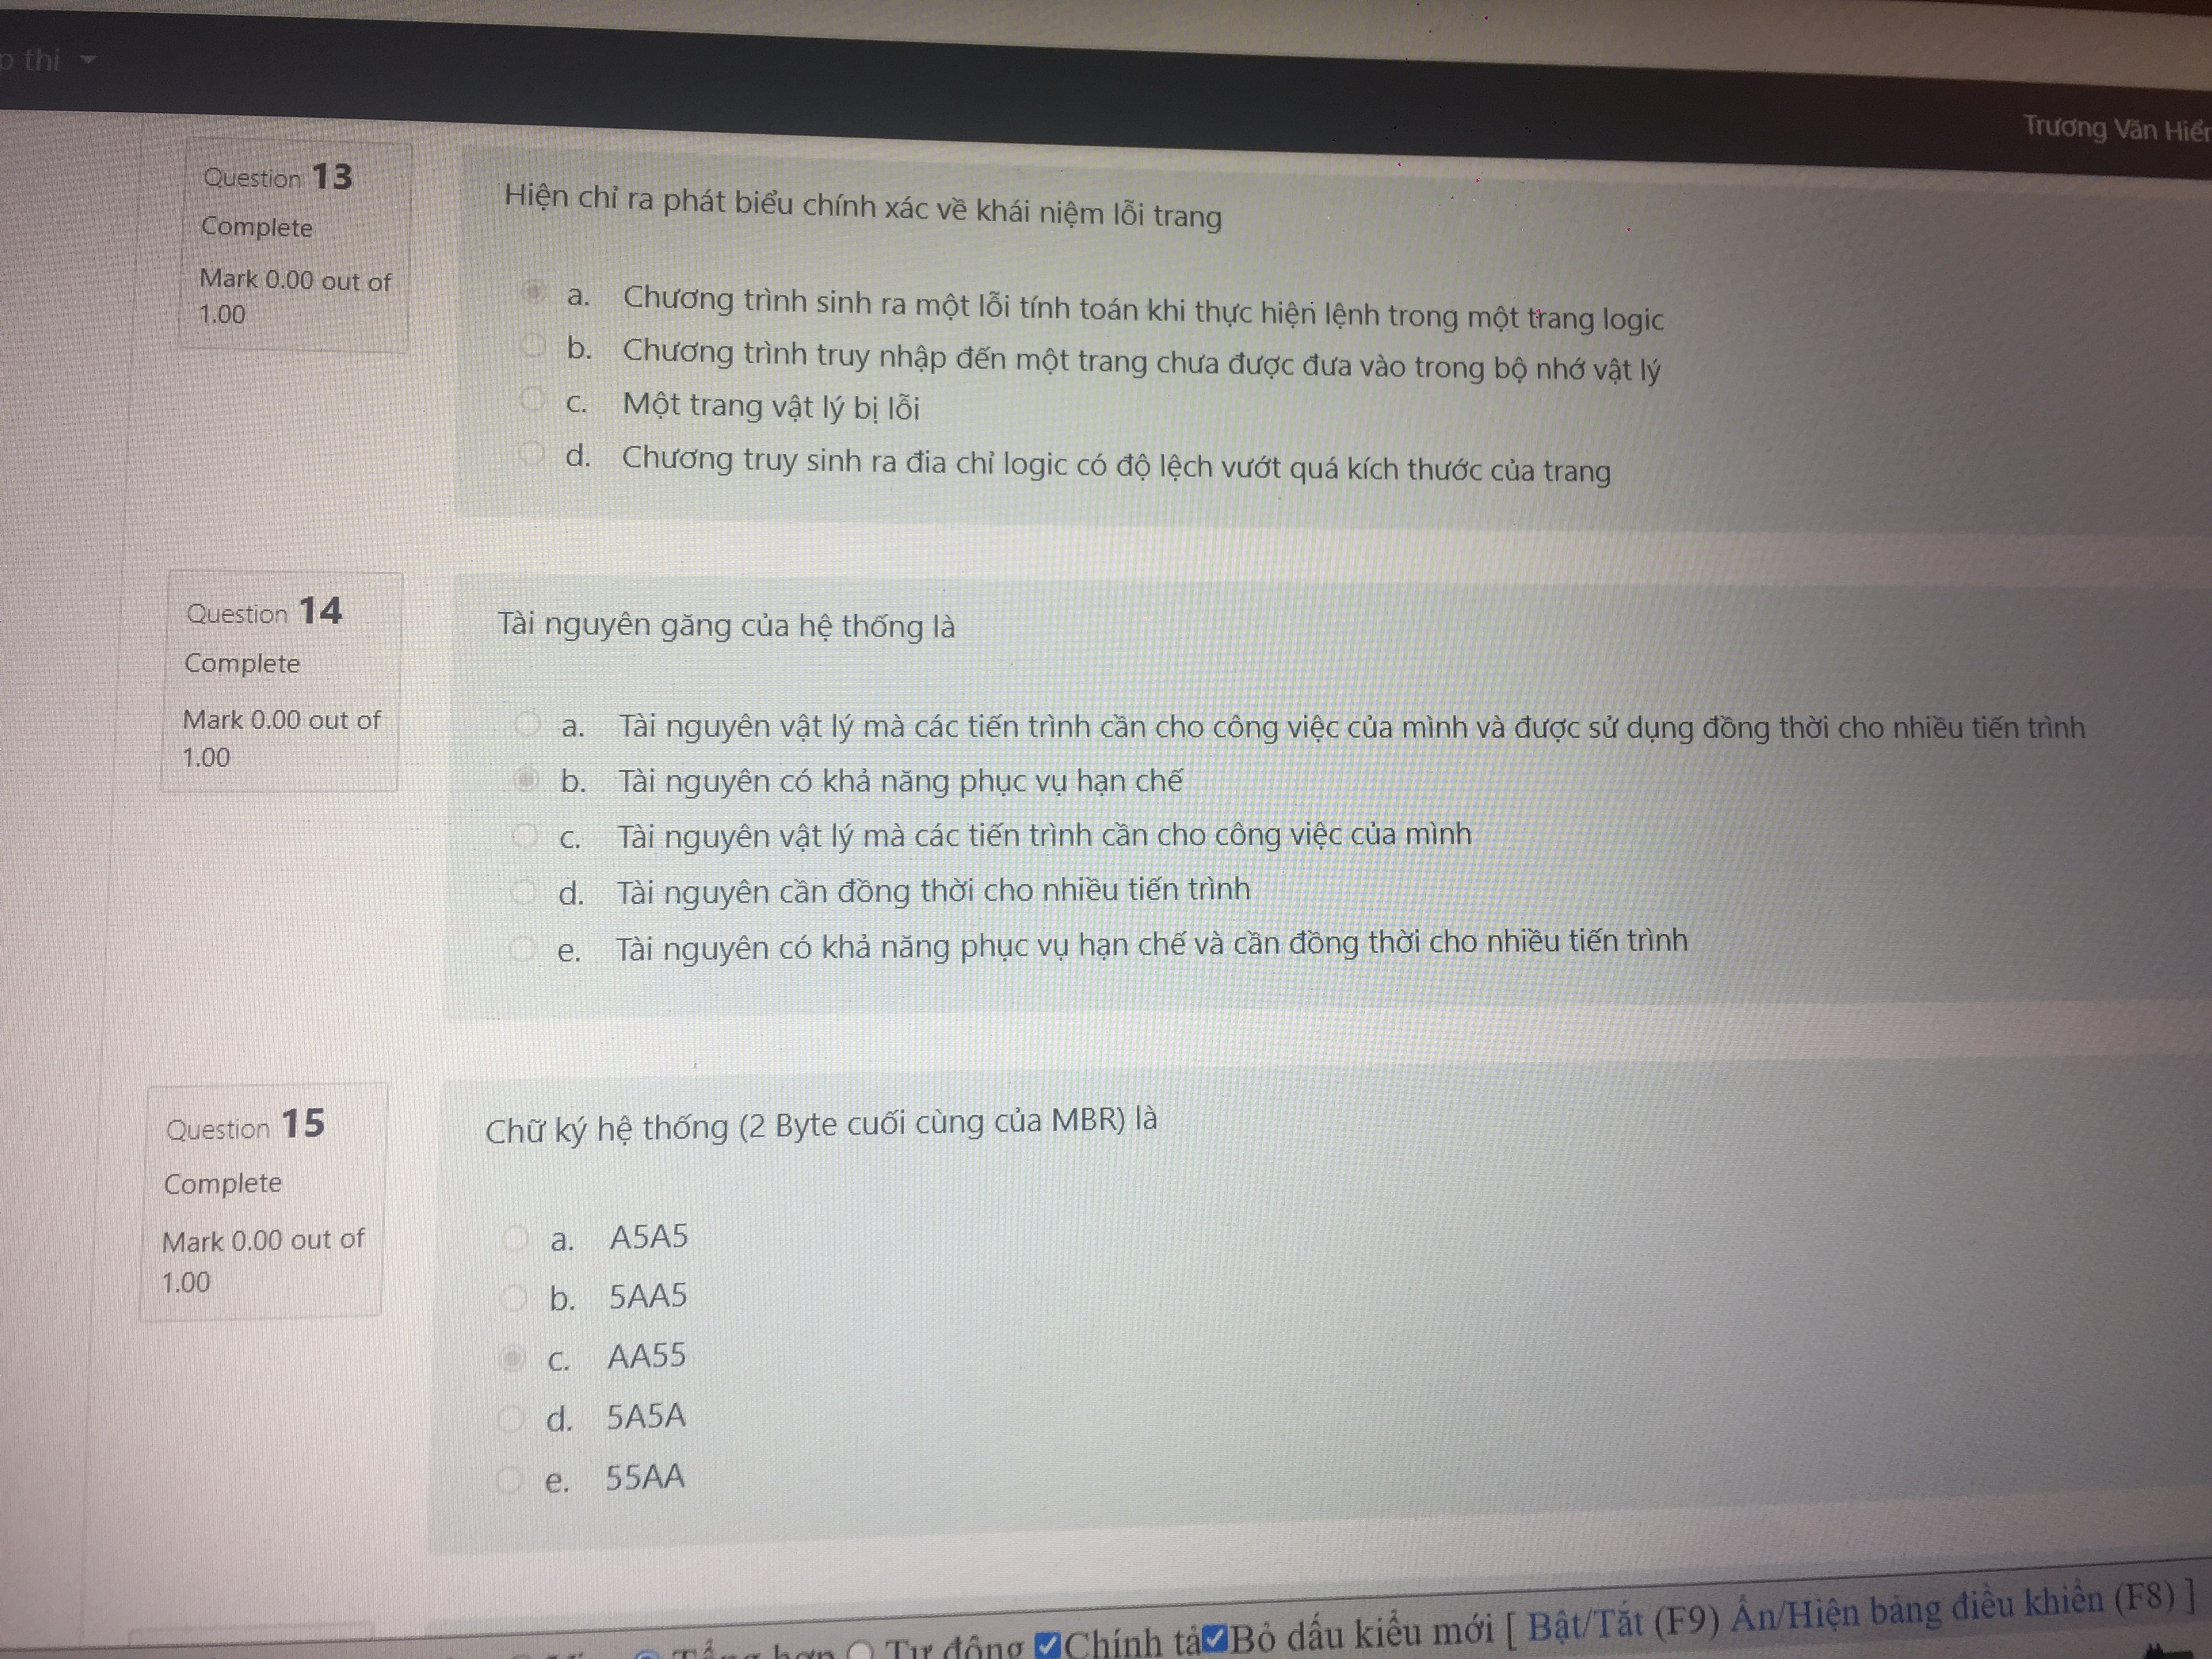 thi
Trương Văn
Question 13
Complete
Mark 0.00 out of
1.00
Hiện chỉ ra phát biểu chính xác về khái niệm lỗi trang
a. Chương trình sinh ra một lỗi tính toán khi thực hiện lệnh trong một trang logic
b. Chương trình truy nhập đến một trang chưa được đưa vào trong bộ nhớ vật lý
c. Một trang vật lý bị lỗi
d. Chương truy sinh ra đia chỉ logic có độ lệch vướt quá kích thước của trang
Question 14
Complete
Mark 0.00 out of
1.00
Tài nguyên găng của hệ thống là
a. Tài nguyên vật lý mà các tiến trình cần cho công việc của mình và được sử dụng đồng thời cho nhiều tiến trình
b. Tài nguyên có khả năng phục vụ hạn chế
c. Tài nguyên vật lý mà các tiến trình cần cho công việc của mình
d. Tài nguyên cần đồng thời cho nhiều tiến trình
e. Tài nguyên có khả năng phục vụ hạn chế và cần đồng thời cho nhiều tiến trình
Question 15
Complete
Mark 0.00 out of
1.00
Chữ ký hệ thống (2 Byte cuối cùng của MBR) là
a. A5A5
b. 5AA5
c. AA55
d. 5A5A
e. 55AA
Tổng hợp Tự động Chính tả Bỏ dấu kiểu mới [ Bật/Tắt (F9) Ẩn/Hiện bảng điều khiển (F8) ]